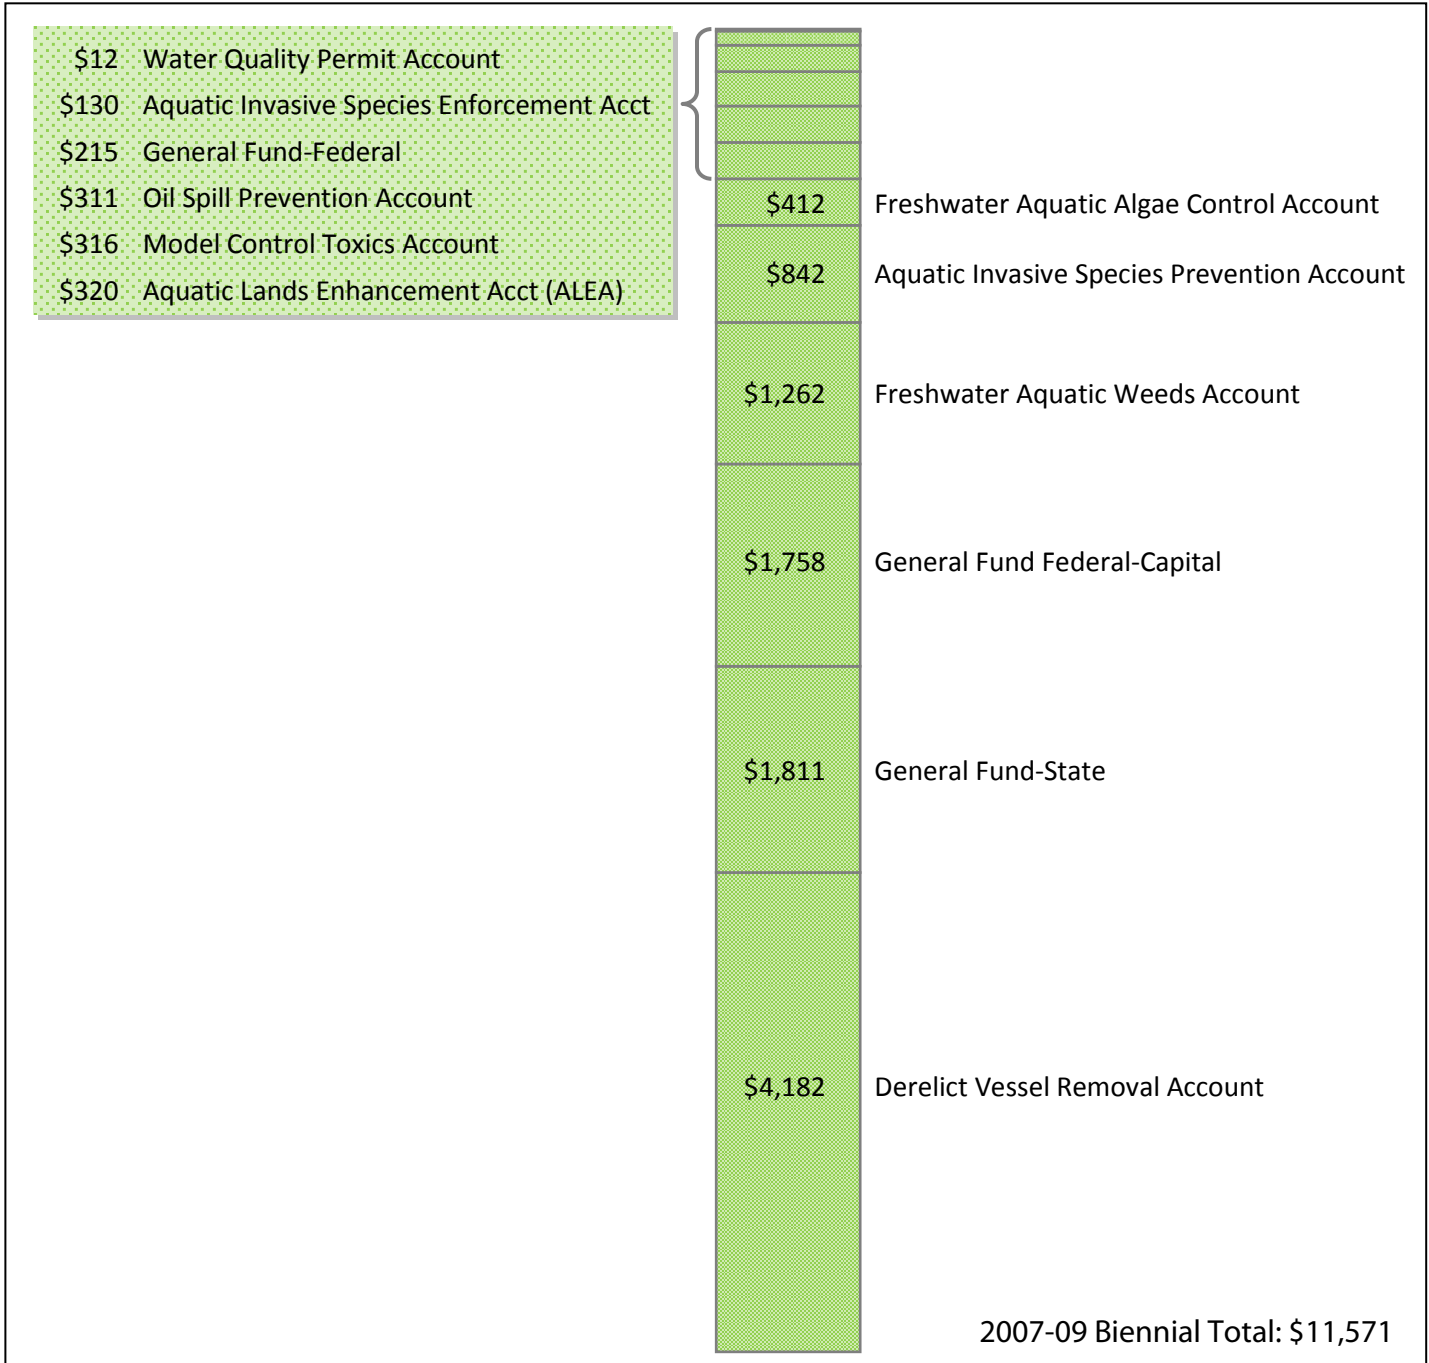 $12 Water Quality Permit Account
$130 Aquatic Invasive Species Enforcement Acct
$215 General Fund-Federal
$311 Oil Spill Prevention Account
$316 Model Control Toxics Account
$320 Aquatic Lands Enhancement Acct (ALEA)
$412 Freshwater Aquatic Algae Control Account
$842 Aquatic Invasive Species Prevention Account
$1,262 Freshwater Aquatic Weeds Account
$1,758 General Fund Federal-Capital
$1,811 General Fund-State
$4,182 Derelict Vessel Removal Account
2007-09 Biennial Total: $11,571